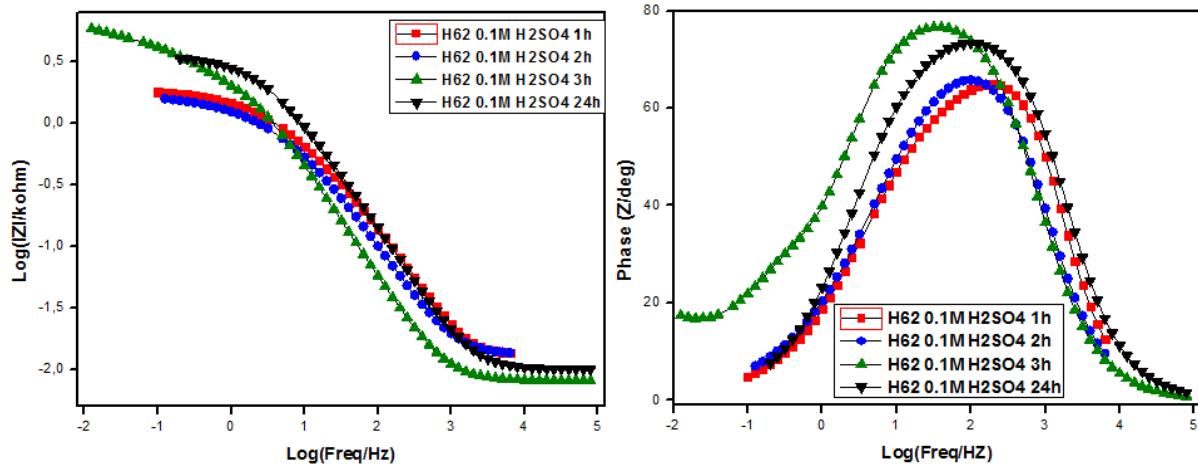 Log(IZI/kohm)
0,5
0,0
-0,5
-1,0
-1,5
-2,0
-2 -1 0 1 2 3 4 5
Log(Freq/Hz)
H62 0.1M H2SO4 1h
H62 0.1M H2SO4 2h
H62 0.1M H2SO4 3h
H62 0.1M H2SO4 24h
Phase (Z/deg)
80
60
40
20
0
-2 -1 0 1 2 3 4 5
Log(Freq/HZ)
H62 0.1M H2SO4 1h
H62 0.1M H2SO4 2h
H62 0.1M H2SO4 3h
H62 0.1M H2SO4 24h